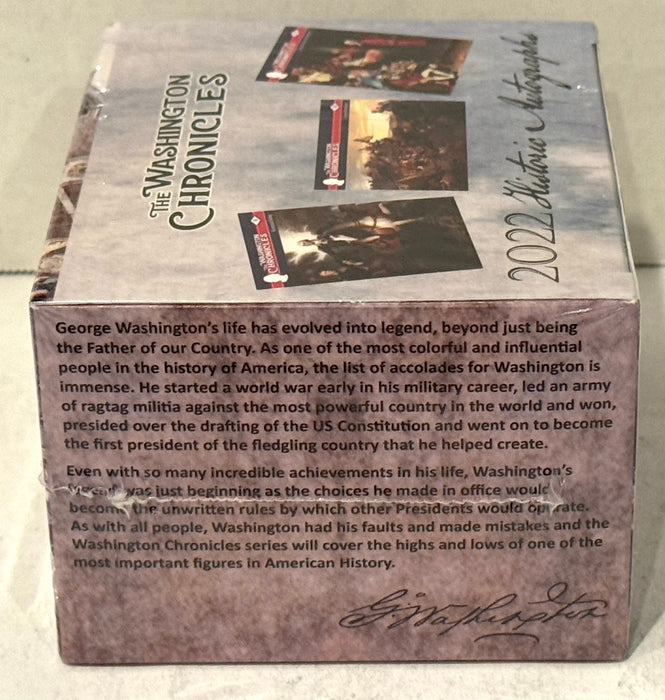 THE WASHINGTON
CHRONICLES
THE WASHINGTON
CHRONICLES
THE WASHINGTON
CHRONICLES
2022 Historic Autographs
George Washington's life has evolved into legend, beyond just being
the Father of our Country. As one of the most colorful and influential
people in the history of America, the list of accolades for Washington is
immense. He started a world war early in his military career, led an army
of ragtag militia against the most powerful country in the world and won,
presided over the drafting of the US Constitution and went on to become
the first president of the fledgling country that he helped create.
Even with so many incredible achievements in his life, Washington's
legend was just beginning as the choices he made in office would
become the unwritten rules by which other Presidents would operate.
As with all people, Washington had his faults and made mistakes and the
Washington Chronicles series will cover the highs and lows of one of the
most important figures in American History.
G. Washington